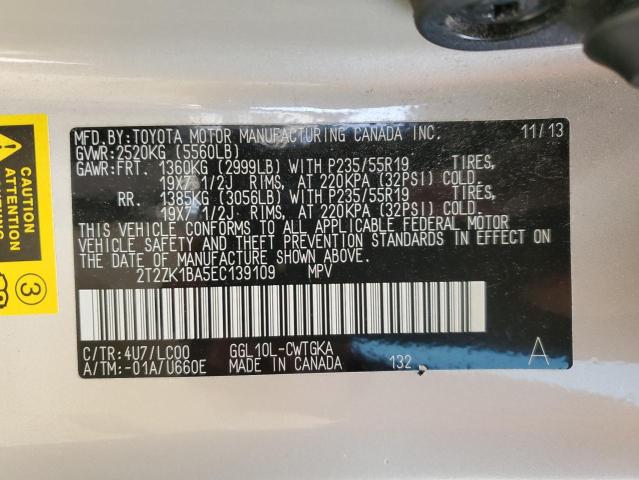 MFD.BY:TOYOTA MOTOR MANUFACTURING CANADA INC. 11/13
GVWR:2520KG (5560LB)
GAWR:FRT. 1360KG (2999LB) WITH P235/55R19 TIRES,
19X7 1/2J RIMS, AT 220KPA (32PSI) COLD.
RR. 1385KG (3056LB) WITH P235/55R19 TIRES,
19X7 1/2J RIMS, AT 220KPA (32PSI) COLD.
THIS VEHICLE CONFORMS TO ALL APPLICABLE FEDERAL MOTOR
VEHICLE SAFETY AND THEFT PREVENTION STANDARDS IN EFFECT ON
THE DATE OF MANUFACTURE SHOWN ABOVE.
2T2ZK1BA5EC139109 MPV
C/TR:4U7/LC00 GGL10L-CWTGKA A
A/TM:-01A/U660E MADE IN CANADA 132
3